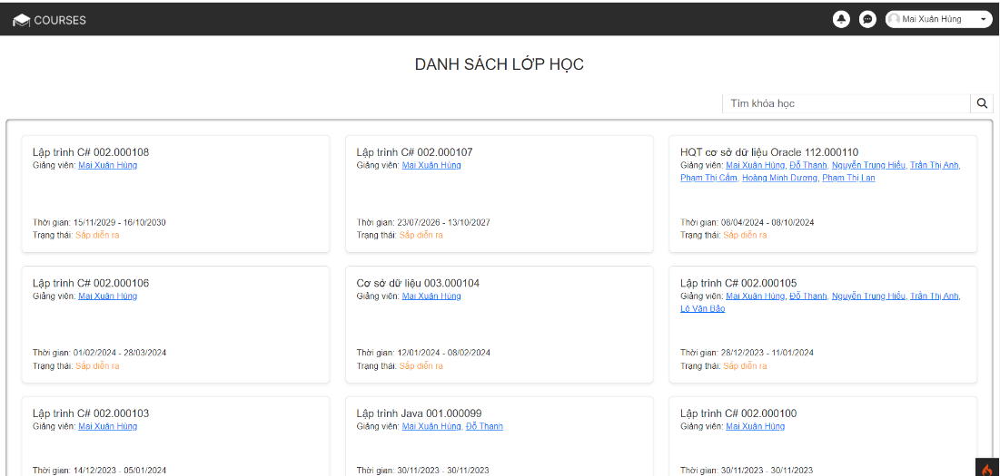 COURSES
Mai Xuân Hùng
DANH SÁCH LỚP HỌC
Tìm khóa học
Lập trình C# 002.000108
Giảng viên: Mai Xuân Hùng
Thời gian: 15/11/2029 - 16/10/2030
Trạng thái: Sắp diễn ra
Lập trình C# 002.000107
Giảng viên: Mai Xuân Hùng
Thời gian: 23/07/2026 - 13/10/2027
Trạng thái: Sắp diễn ra
HQT cơ sở dữ liệu Oracle 112.000110
Giảng viên: Mai Xuân Hùng, Đỗ Thanh, Nguyễn Trung Hiếu, Trần Thị Anh,
Phạm Thị Cẩm, Hoàng Minh Dương, Phạm Thị Lan
Thời gian: 08/04/2024 - 08/10/2024
Trạng thái: Sắp diễn ra
Lập trình C# 002.000106
Giảng viên: Mai Xuân Hùng
Thời gian: 01/02/2024 - 28/03/2024
Trạng thái: Sắp diễn ra
Cơ sở dữ liệu 003.000104
Giảng viên: Mai Xuân Hùng
Thời gian: 12/01/2024 - 08/02/2024
Trạng thái: Sắp diễn ra
Lập trình C# 002.000105
Giảng viên: Mai Xuân Hùng, Đỗ Thanh, Nguyễn Trung Hiếu, Trần Thị Anh,
Lê Văn Bảo
Thời gian: 28/12/2023 - 11/01/2024
Trạng thái: Sắp diễn ra
Lập trình C# 002.000103
Giảng viên: Mai Xuân Hùng
Thời gian: 14/12/2023 - 05/01/2024
Lập trình Java 001.000099
Giảng viên: Mai Xuân Hùng, Đỗ Thanh
Thời gian: 30/11/2023 - 30/11/2023
Lập trình C# 002.000100
Giảng viên: Mai Xuân Hùng
Thời gian: 30/11/2023 - 30/11/2023